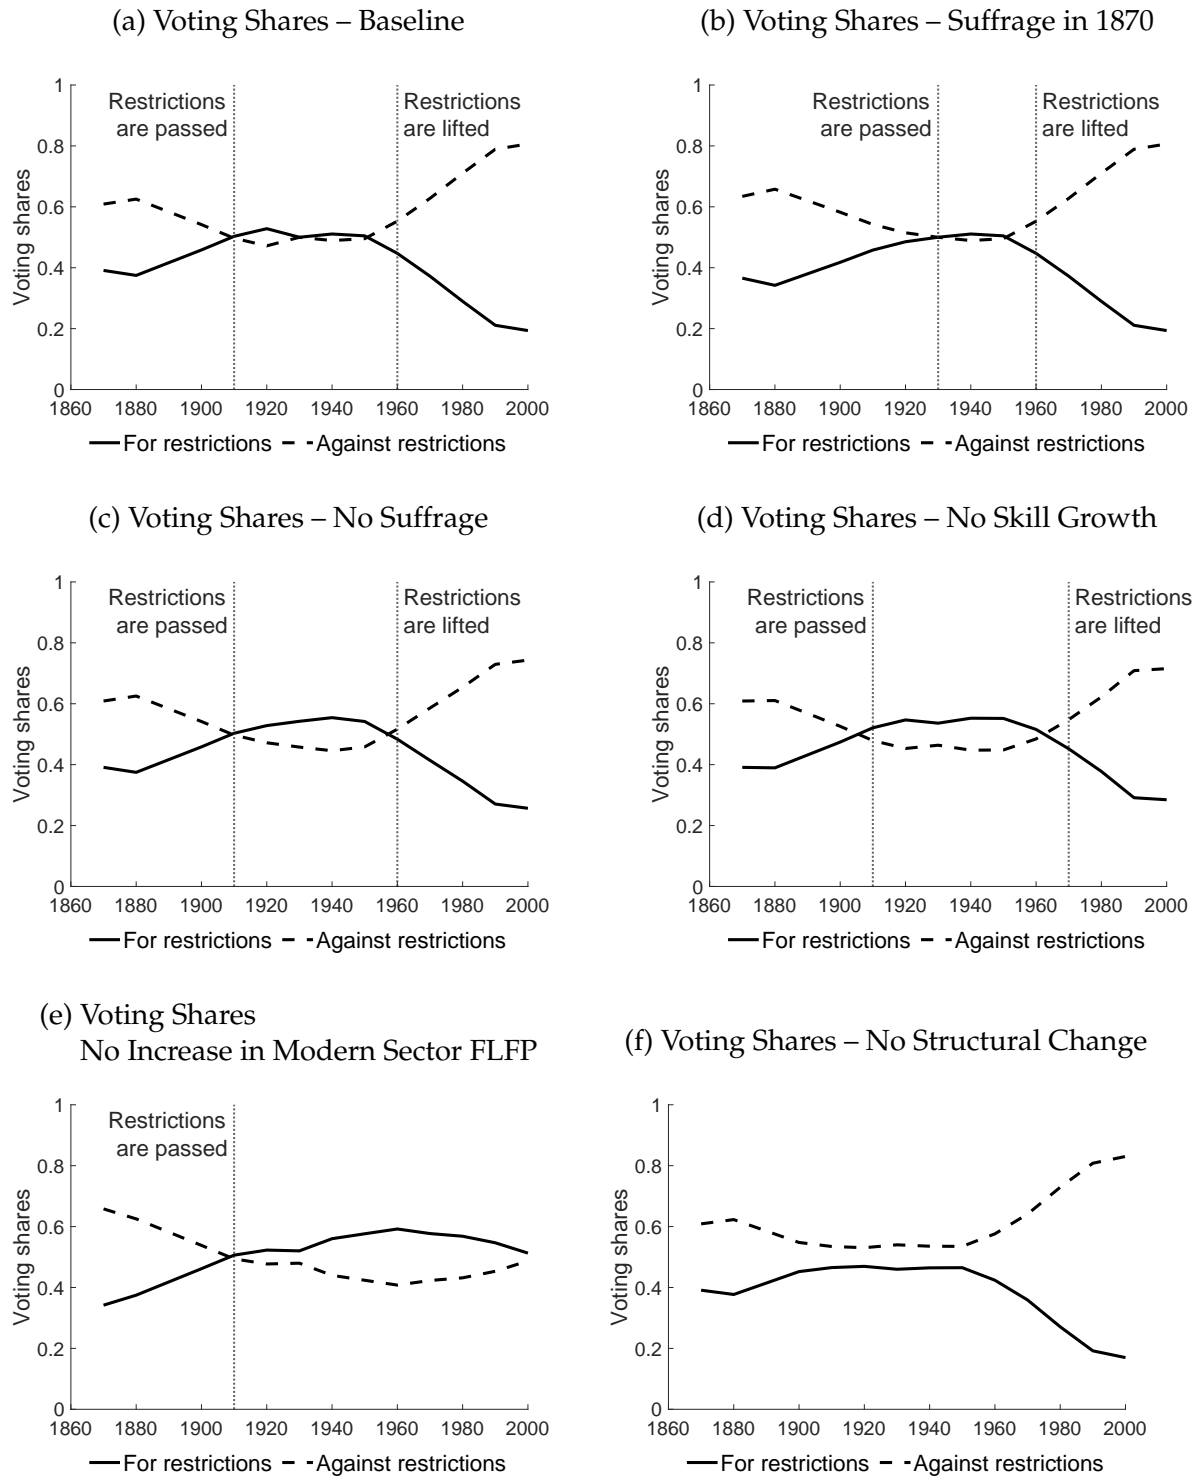 (a) Voting Shares – Baseline
Restrictions
are passed
Restrictions
are lifted
Voting shares
1
0.8
0.6
0.4
0.2
0
1860 1880 1900 1920 1940 1960 1980 2000
For restrictions Against restrictions
(b) Voting Shares – Suffrage in 1870
Restrictions
are passed
Restrictions
are lifted
Voting shares
1
0.8
0.6
0.4
0.2
0
1860 1880 1900 1920 1940 1960 1980 2000
For restrictions Against restrictions
(c) Voting Shares – No Suffrage
Restrictions
are passed
Restrictions
are lifted
Voting shares
1
0.8
0.6
0.4
0.2
0
1860 1880 1900 1920 1940 1960 1980 2000
For restrictions Against restrictions
(d) Voting Shares – No Skill Growth
Restrictions
are passed
Restrictions
are lifted
Voting shares
1
0.8
0.6
0.4
0.2
0
1860 1880 1900 1920 1940 1960 1980 2000
For restrictions Against restrictions
(e) Voting Shares
No Increase in Modern Sector FLFP
Restrictions
are passed
Voting shares
1
0.8
0.6
0.4
0.2
0
1860 1880 1900 1920 1940 1960 1980 2000
For restrictions Against restrictions
(f) Voting Shares – No Structural Change
Voting shares
1
0.8
0.6
0.4
0.2
0
1860 1880 1900 1920 1940 1960 1980 2000
For restrictions Against restrictions